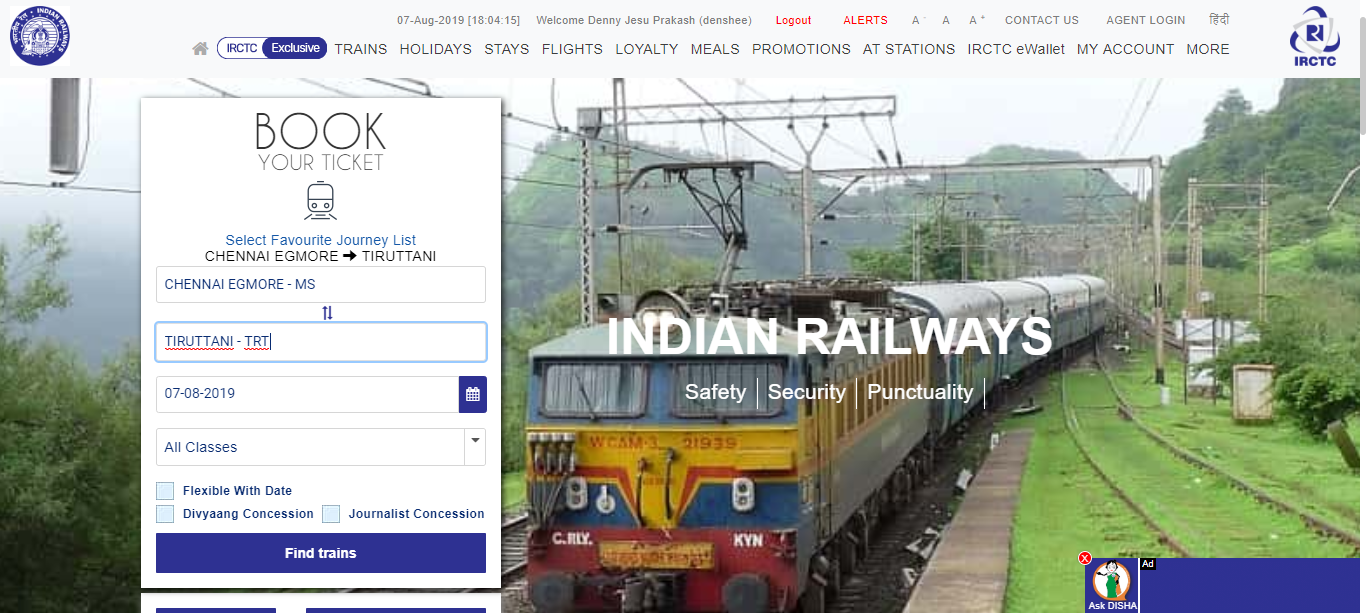 07-Aug-2019 [18:04:15] Welcome Denny Jesu Prakash (denshee) Logout ALERTS A - A A + CONTACT US AGENT LOGIN हिंदी
IRCTC Exclusive TRAINS HOLIDAYS STAYS FLIGHTS LOYALTY MEALS PROMOTIONS AT STATIONS IRCTC eWallet MY ACCOUNT MORE
INDIAN RAILWAYS
IRCTC
BOOK
YOUR TICKET
Select Favourite Journey List
CHENNAI EGMORE ➔ TIRUTTANI
CHENNAI EGMORE - MS
TIRUTTANI - TRT
07-08-2019
All Classes
Flexible With Date
Divyaang Concession Journalist Concession
Find trains
INDIAN RAILWAYS
Safety Security Punctuality
WCAM-3 21939
C.RLY. KYN
X
Ad
Ask DISHA